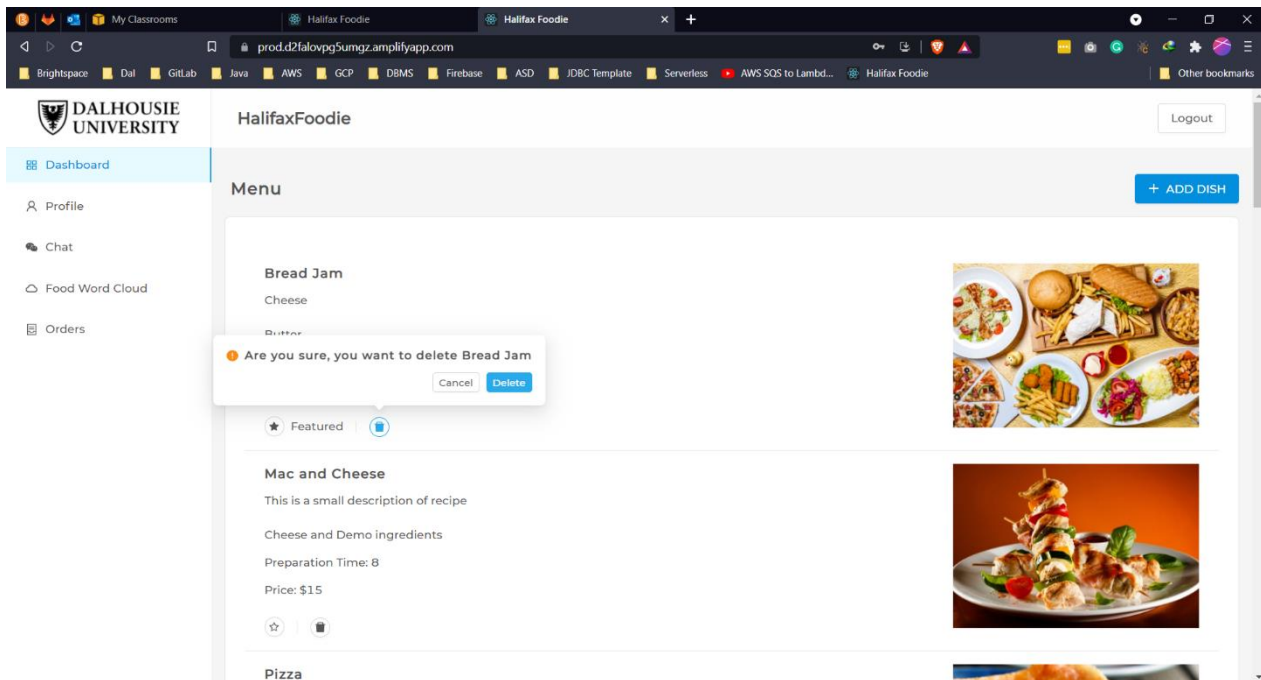 My Classrooms
Halifax Foodie
Halifax Foodie
prod.d2falovpg5umgz.amplifyapp.com
Brightspace Dal GitLab Java AWS GCP DBMS Firebase ASD JDBC Template Serverless AWS SQS to Lambd... Halifax Foodie Other bookmarks
DALHOUSIE
UNIVERSITY
HalifaxFoodie
Logout
Dashboard
Profile
Chat
Food Word Cloud
Orders
Menu
+ ADD DISH
Bread Jam
Cheese
Butter
Are you sure, you want to delete Bread Jam
Cancel Delete
Featured
Mac and Cheese
This is a small description of recipe
Cheese and Demo ingredients
Preparation Time: 8
Price: $15
Pizza